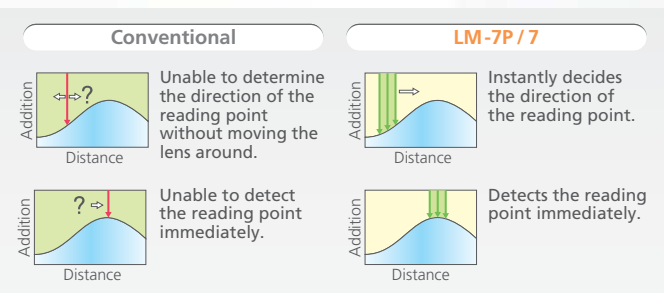 Conventional
LM-7P / 7
Addition
?
Distance
Unable to determine
the direction of the
reading point
without moving the
lens around.
Addition
Distance
Instantly decides
the direction of
the reading point.
Addition
?
Distance
Unable to detect
the reading point
immediately.
Addition
Distance
Detects the reading
point immediately.